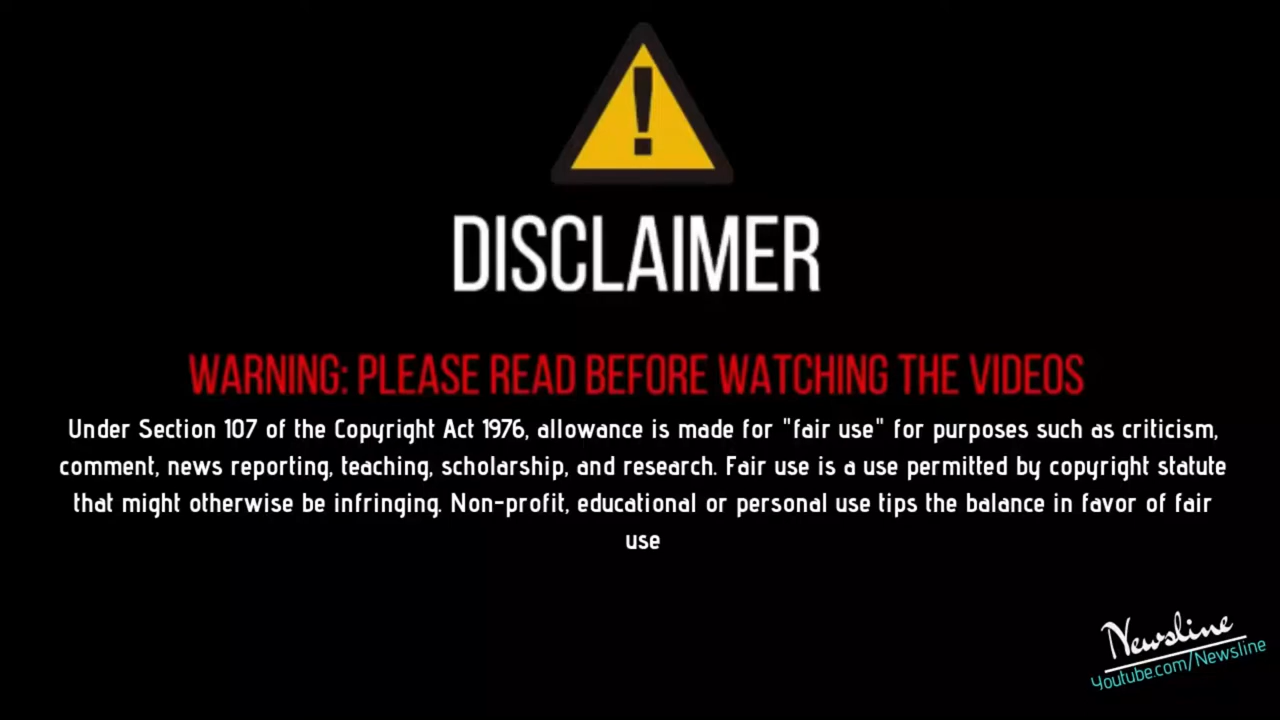 !
DISCLAIMER
WARNING: PLEASE READ BEFORE WATCHING THE VIDEOS
Under Section 107 of the Copyright Act 1976, allowance is made for "fair use" for purposes such as criticism,
comment, news reporting, teaching, scholarship, and research. Fair use is a use permitted by copyright statute
that might otherwise be infringing. Non-profit, educational or personal use tips the balance in favor of fair
use
Newsline
Youtube.com/Newsline